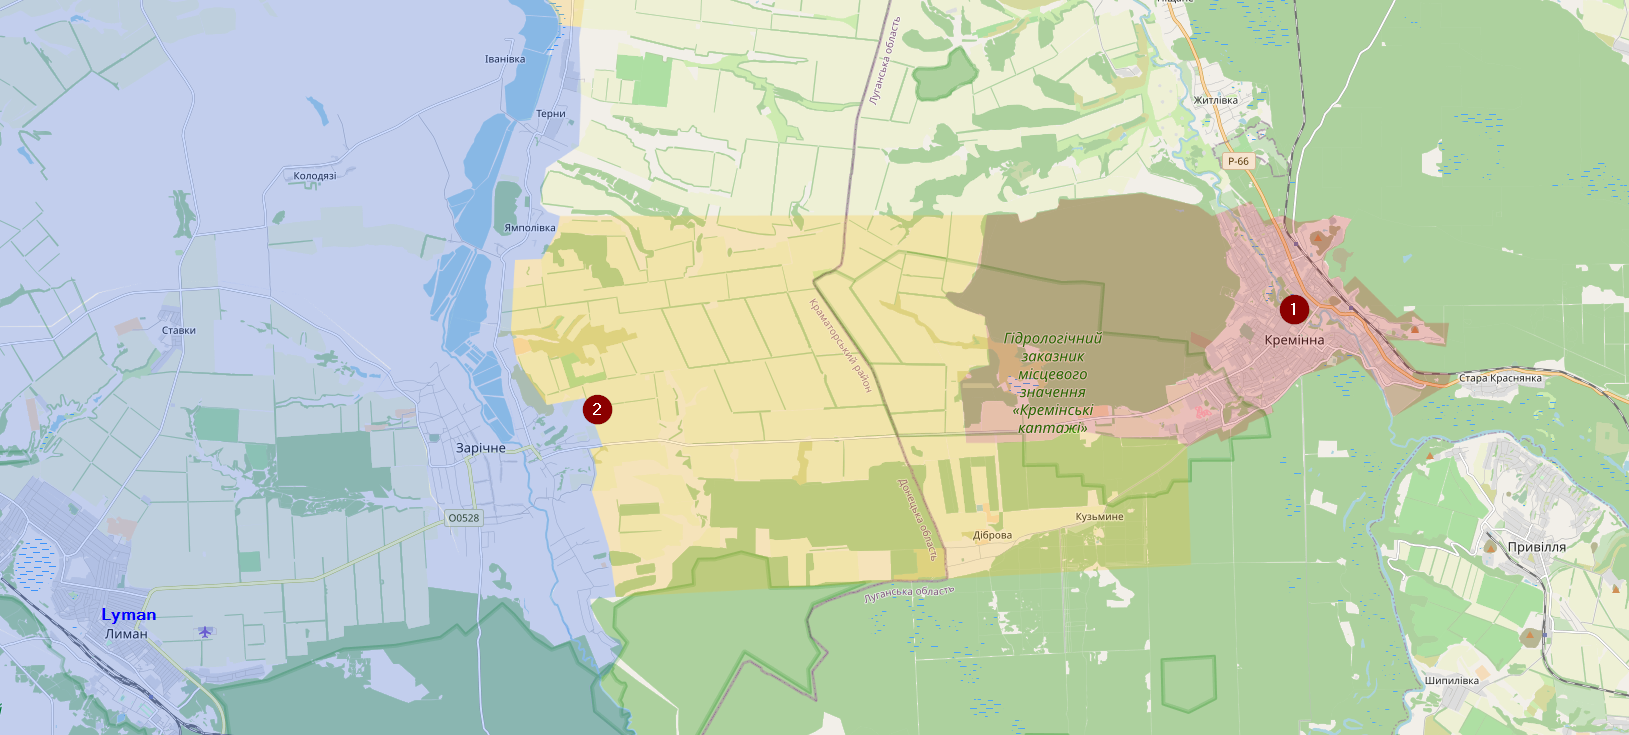 Піщане
Іванівка
Луганська область
Терни
Житлівка
Р-66
Колодязі
Ямполівка
Краматорський район
1
Ставки
Гідрологічний
заказник
місцевого
значення
«Кремінські
каптажі»
Кремінна
Стара Краснянка
2
Зарічне
О0528
Донецька область
Кузьмине
Діброва
Привілля
Луганська область
Lyman
Лиман
Шипилівка